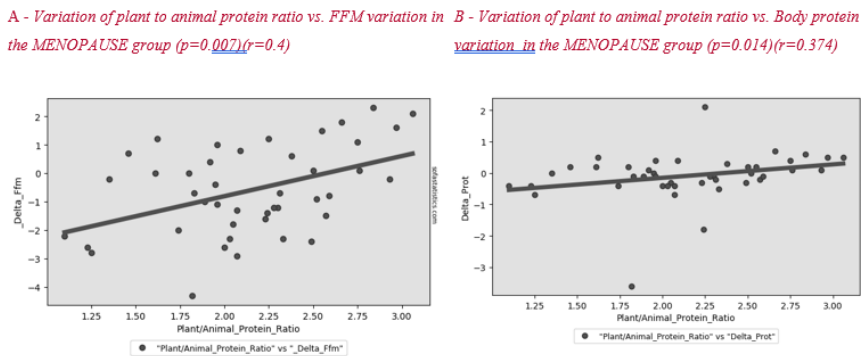 A - Variation of plant to animal protein ratio vs. FFM variation in
the MENOPAUSE group (p=0.007)(r=0.4)
B - Variation of plant to animal protein ratio vs. Body protein
variation in the MENOPAUSE group (p=0.014)(r=0.374)
2
1
0
−1
−2
−3
−4
_Delta_Ffm
1.25 1.50 1.75 2.00 2.25 2.50 2.75 3.00
Plant/Animal_Protein_Ratio
"Plant/Animal_Protein_Ratio" vs "_Delta_Ffm"
sofastatistics.com
2
1
0
−1
−2
−3
Delta_Prot
1.25 1.50 1.75 2.00 2.25 2.50 2.75 3.00
Plant/Animal_Protein_Ratio
"Plant/Animal_Protein_Ratio" vs "Delta_Prot"